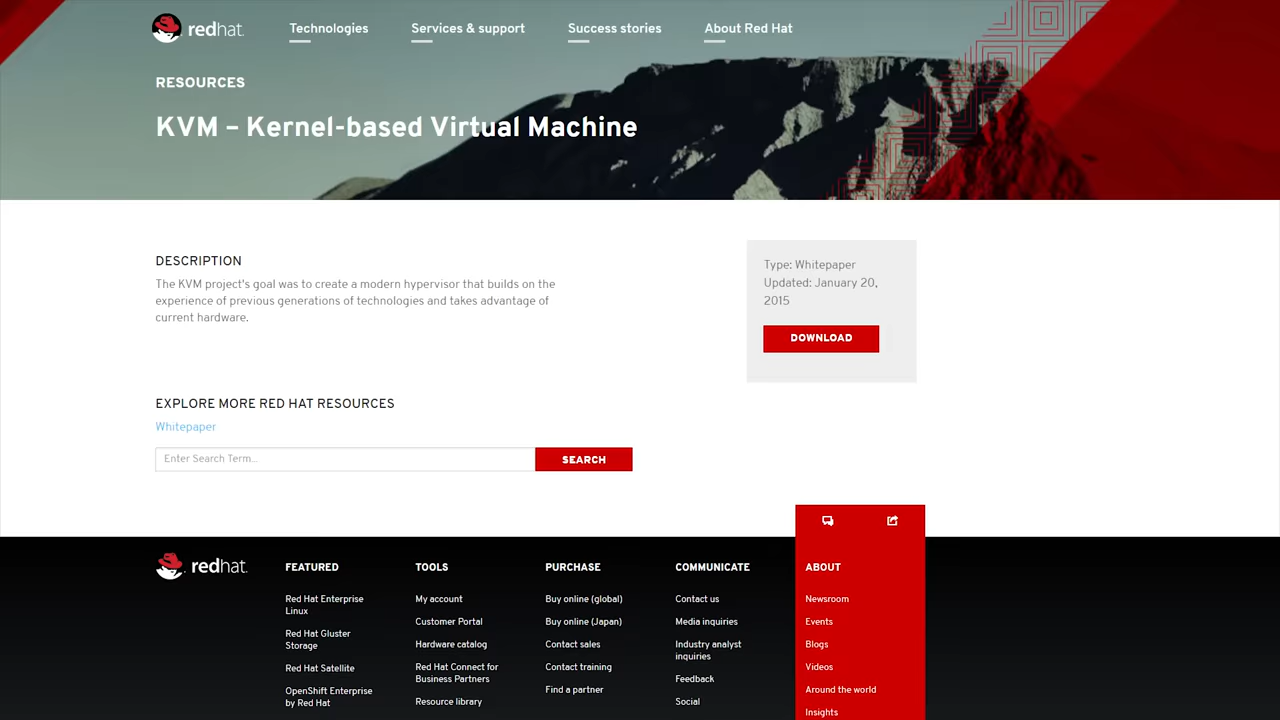 redhat.
Technologies
Services & support
Success stories
About Red Hat
RESOURCES
KVM – Kernel-based Virtual Machine
DESCRIPTION
The KVM project's goal was to create a modern hypervisor that builds on the
experience of previous generations of technologies and takes advantage of
current hardware.
Type: Whitepaper
Updated: January 20,
2015
DOWNLOAD
EXPLORE MORE RED HAT RESOURCES
Whitepaper
Enter Search Term...
SEARCH
redhat.
FEATURED
Red Hat Enterprise
Linux
Red Hat Gluster
Storage
Red Hat Satellite
OpenShift Enterprise
by Red Hat
TOOLS
My account
Customer Portal
Hardware catalog
Red Hat Connect for
Business Partners
Resource library
PURCHASE
Buy online (global)
Buy online (Japan)
Contact sales
Contact training
Find a partner
COMMUNICATE
Contact us
Media inquiries
Industry analyst
inquiries
Feedback
Social
ABOUT
Newsroom
Events
Blogs
Videos
Around the world
Insights